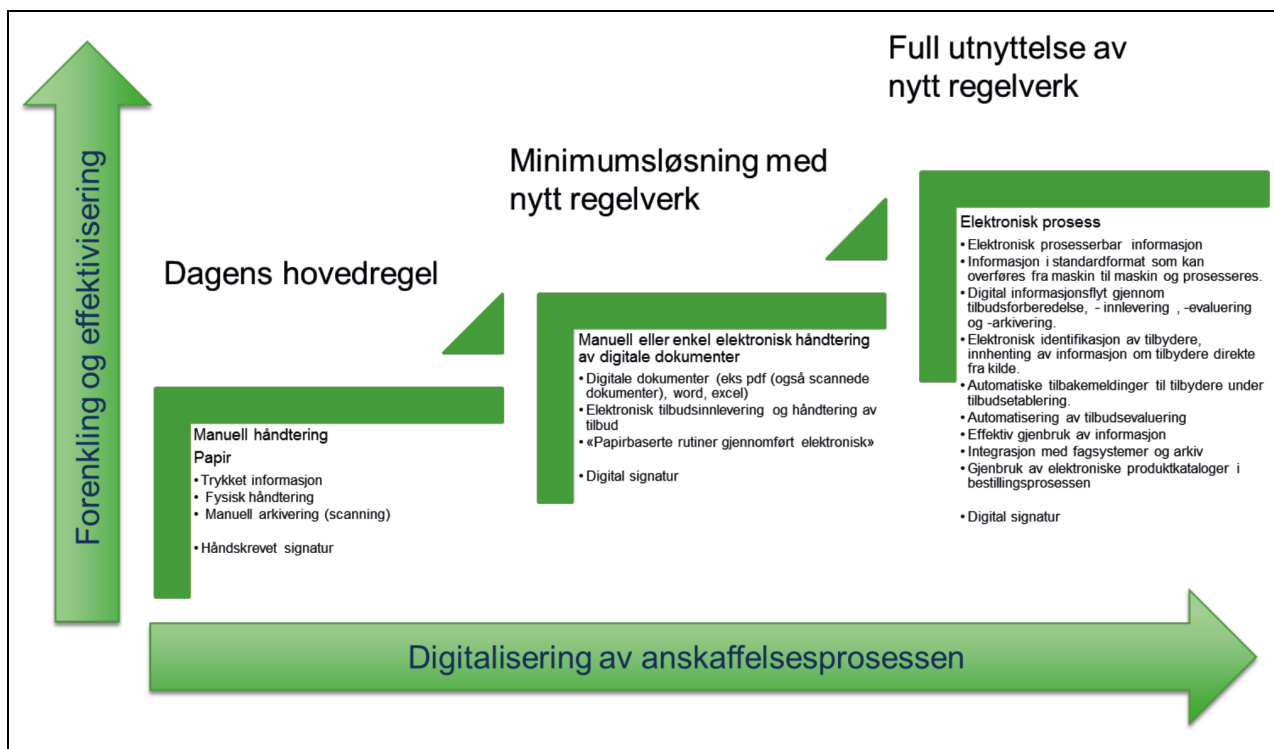 Full utnyttelse av
nytt regelverk
Minimumsløsning med
nytt regelverk
Dagens hovedregel
Forenkling og effektivisering
Manuell håndtering
Papir
• Trykket informasjon
• Fysisk håndtering
• Manuell arkivering (scanning)
• Håndskrevet signatur
Manuell eller enkel elektronisk håndtering
av digitale dokumenter
• Digitale dokumenter (eks pdf (også scannede
dokumenter), word, excel)
• Elektronisk tilbudsinnlevering og håndtering av
tilbud
• «Papirbaserte rutiner gjennomført elektronisk»
• Digital signatur
Elektronisk prosess
• Elektronisk prosesserbar informasjon
• Informasjon i standardformat som kan
overføres fra maskin til maskin og prosesseres.
• Digital informasjonsflyt gjennom
tilbudsforberedelse, - innlevering , -evaluering
og -arkivering.
• Elektronisk identifikasjon av tilbydere,
innhenting av informasjon om tilbydere direkte
fra kilde.
• Automatiske tilbakemeldinger til tilbydere under
tilbudsetablering.
• Automatisering av tilbudsevaluering
• Effektiv gjenbruk av informasjon
• Integrasjon med fagsystemer og arkiv
• Gjenbruk av elektroniske produktkataloger i
bestillingsprosessen
• Digital signatur
Digitalisering av anskaffelsesprosessen